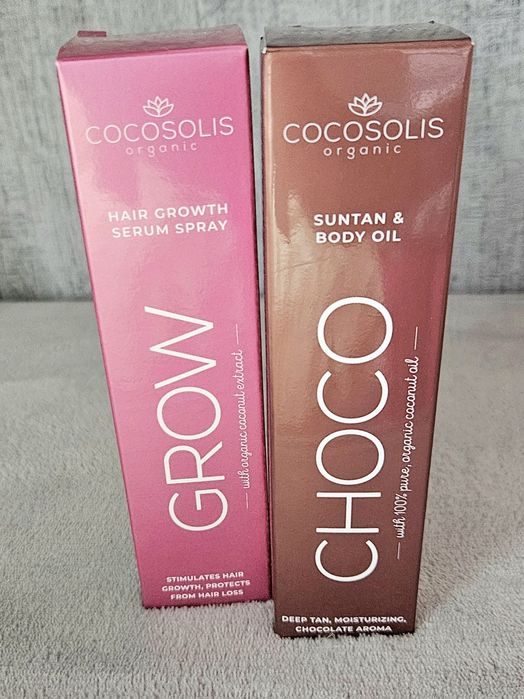 COCOSOLIS
organic
HAIR GROWTH
SERUM SPRAY
GROW
with organic coconut extract
STIMULATES HAIR
GROWTH, PROTECTS
FROM HAIR LOSS
COCOSOLIS
organic
SUNTAN &
BODY OIL
CHOCO
with 100% pure, organic coconut oil
DEEP TAN, MOISTURIZING,
CHOCOLATE AROMA